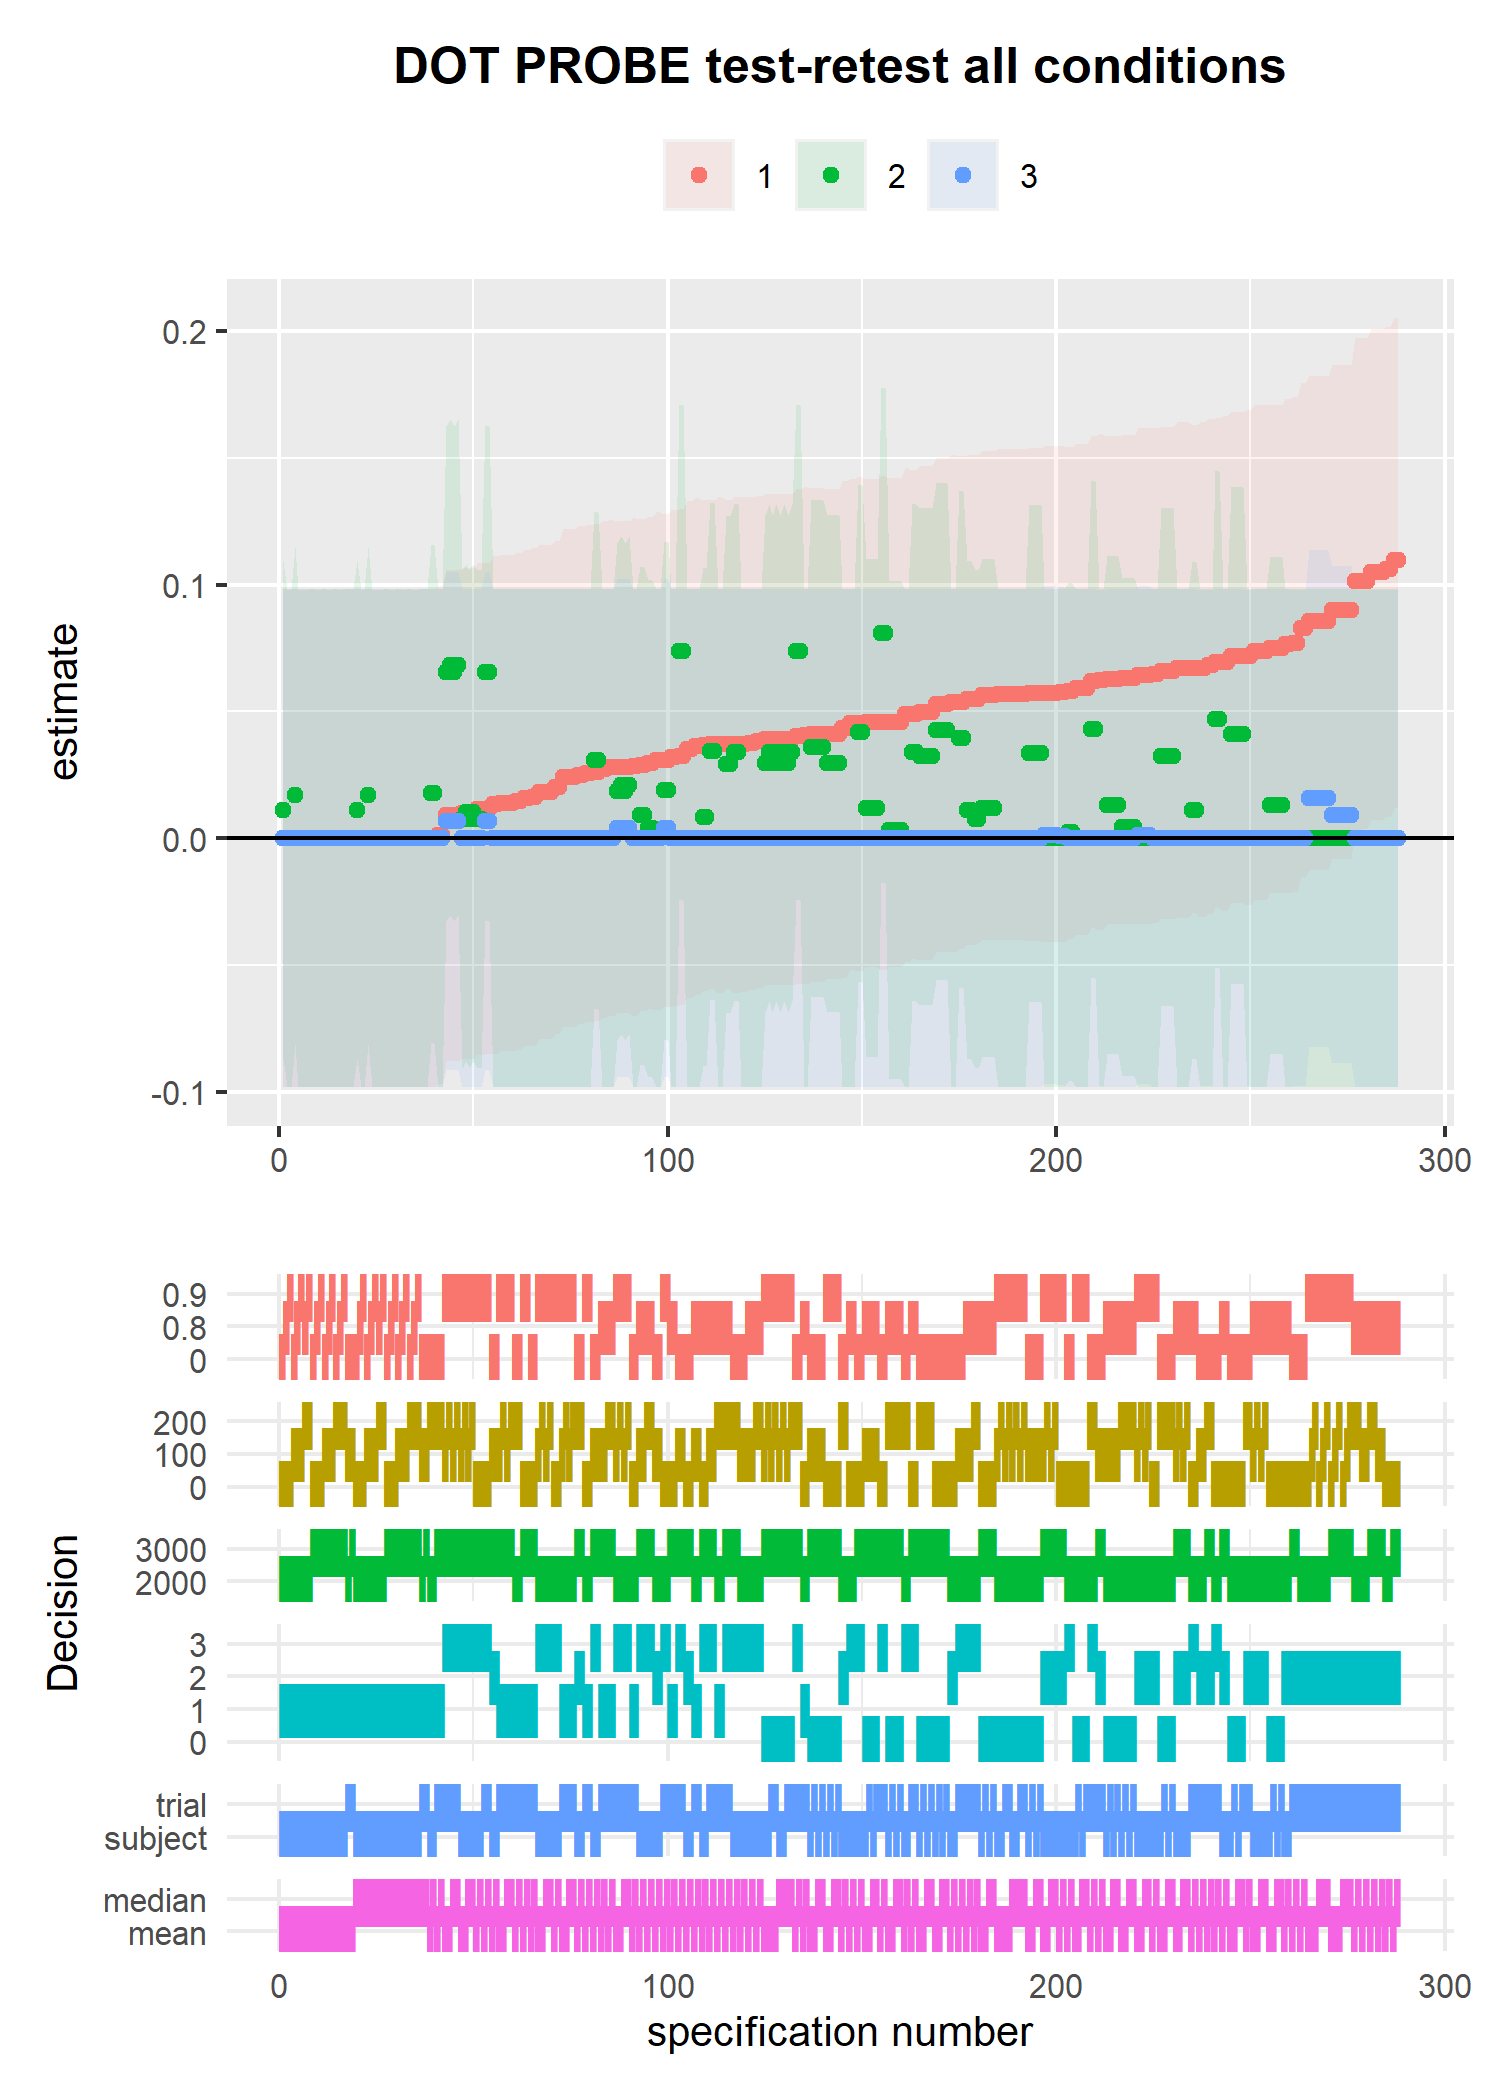 DOT PROBE test-retest all conditions
1 2 3
0.2
0.1
0.0
-0.1
estimate
0 100 200 300
0.9
0.8
0
200
100
0
3000
2000
3
2
1
0
trial
subject
median
mean
Decision
0 100 200 300
specification number